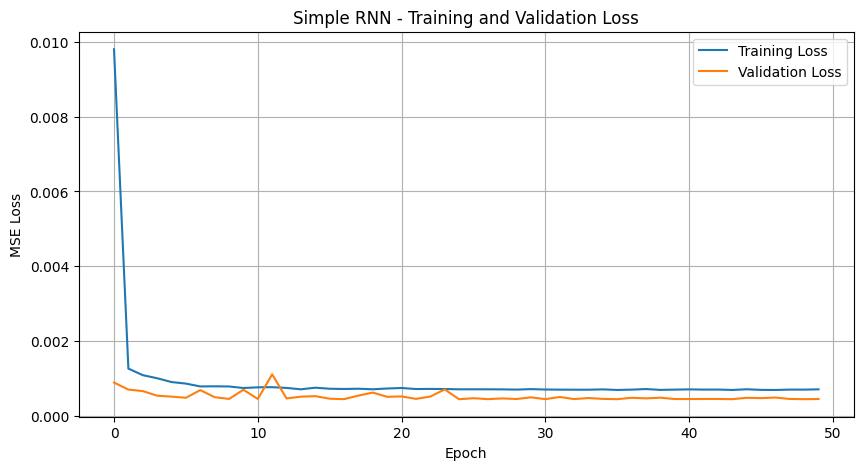 Simple RNN - Training and Validation Loss
Training Loss
Validation Loss
0.010
0.008
0.006
0.004
0.002
0.000
MSE Loss
0 10 20 30 40 50
Epoch